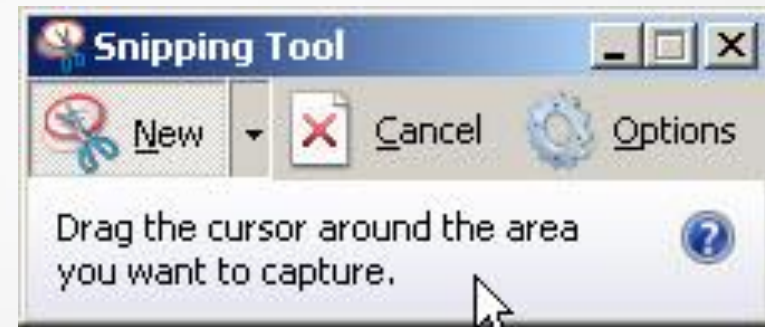 Snipping Tool
New Cancel Options
Drag the cursor around the area
you want to capture.
?